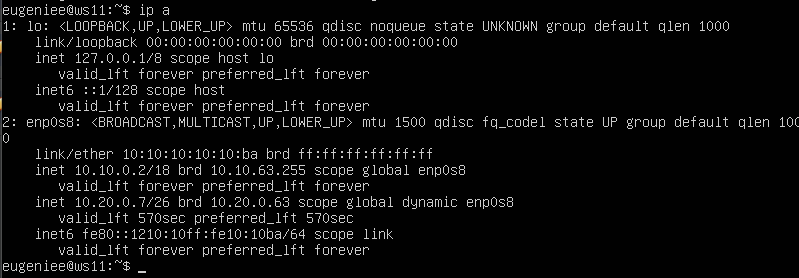 eugeniee@ws11:~$ ip a
1: lo: <LOOPBACK,UP,LOWER_UP> mtu 65536 qdisc noqueue state UNKNOWN group default qlen 1000
    link/loopback 00:00:00:00:00:00 brd 00:00:00:00:00:00
    inet 127.0.0.1/8 scope host lo
       valid_lft forever preferred_lft forever
    inet6 ::1/128 scope host
       valid_lft forever preferred_lft forever
2: enp0s8: <BROADCAST,MULTICAST,UP,LOWER_UP> mtu 1500 qdisc fq_codel state UP group default qlen 100
0
    link/ether 10:10:10:10:10:ba brd ff:ff:ff:ff:ff:ff
    inet 10.10.0.2/18 brd 10.10.63.255 scope global enp0s8
       valid_lft forever preferred_lft forever
    inet 10.20.0.7/26 brd 10.20.0.63 scope global dynamic enp0s8
       valid_lft 570sec preferred_lft 570sec
    inet6 fe80::1210:10ff:fe10:10ba/64 scope link
       valid_lft forever preferred_lft forever
eugeniee@ws11:~$ _